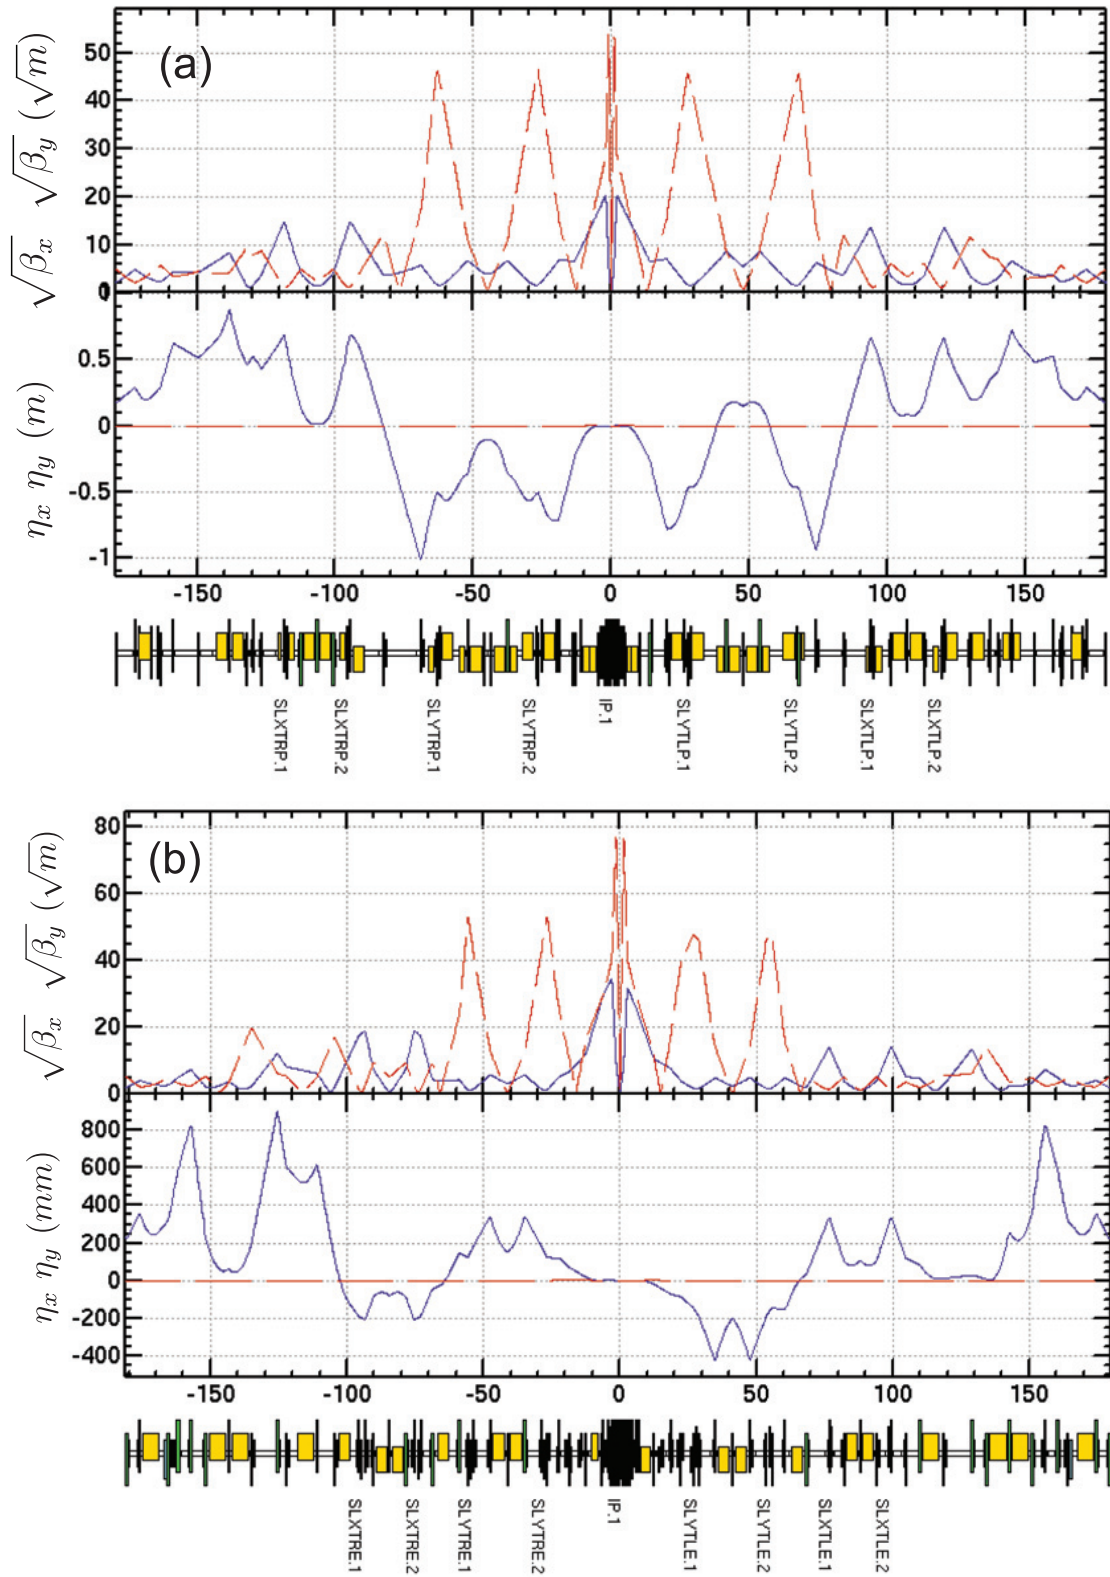 (a)
√βx √βy (√m)
50
40
30
20
10
0
ηx ηy (m)
0.5
0
-0.5
-1
-150 -100 -50 0 50 100 150
SLXTRP.1 SLXTRP.2 SLYTRP.1 SLYTRP.2 IP.1 SLYTLP.1 SLYTLP.2 SLXTLP.1 SLXTLP.2
(b)
√βx √βy (√m)
80
60
40
20
0
ηx ηy (mm)
800
600
400
200
0
-200
-400
-150 -100 -50 0 50 100 150
SLXTRE.1 SLXTRE.2 SLYTRE.1 SLYTRE.2 IP.1 SLYTLE.1 SLYTLE.2 SLXTLE.1 SLXTLE.2